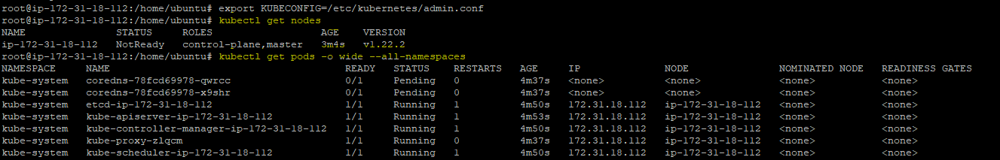 root@ip-172-31-18-112:/home/ubuntu# export KUBECONFIG=/etc/kubernetes/admin.conf
root@ip-172-31-18-112:/home/ubuntu# kubectl get nodes
NAME STATUS ROLES AGE VERSION
ip-172-31-18-112 NotReady control-plane,master 3m4s v1.22.2
root@ip-172-31-18-112:/home/ubuntu# kubectl get pods -o wide --all-namespaces
NAMESPACE NAME READY STATUS RESTARTS AGE IP NODE NOMINATED NODE READINESS GATES
kube-system coredns-78fcd69978-qwrcc 0/1 Pending 0 4m37s <none> <none> <none> <none>
kube-system coredns-78fcd69978-x9shr 0/1 Pending 0 4m37s <none> <none> <none> <none>
kube-system etcd-ip-172-31-18-112 1/1 Running 1 4m50s 172.31.18.112 ip-172-31-18-112 <none> <none>
kube-system kube-apiserver-ip-172-31-18-112 1/1 Running 1 4m53s 172.31.18.112 ip-172-31-18-112 <none> <none>
kube-system kube-controller-manager-ip-172-31-18-112 1/1 Running 1 4m50s 172.31.18.112 ip-172-31-18-112 <none> <none>
kube-system kube-proxy-zlqcm 1/1 Running 0 4m37s 172.31.18.112 ip-172-31-18-112 <none> <none>
kube-system kube-scheduler-ip-172-31-18-112 1/1 Running 1 4m50s 172.31.18.112 ip-172-31-18-112 <none> <none>